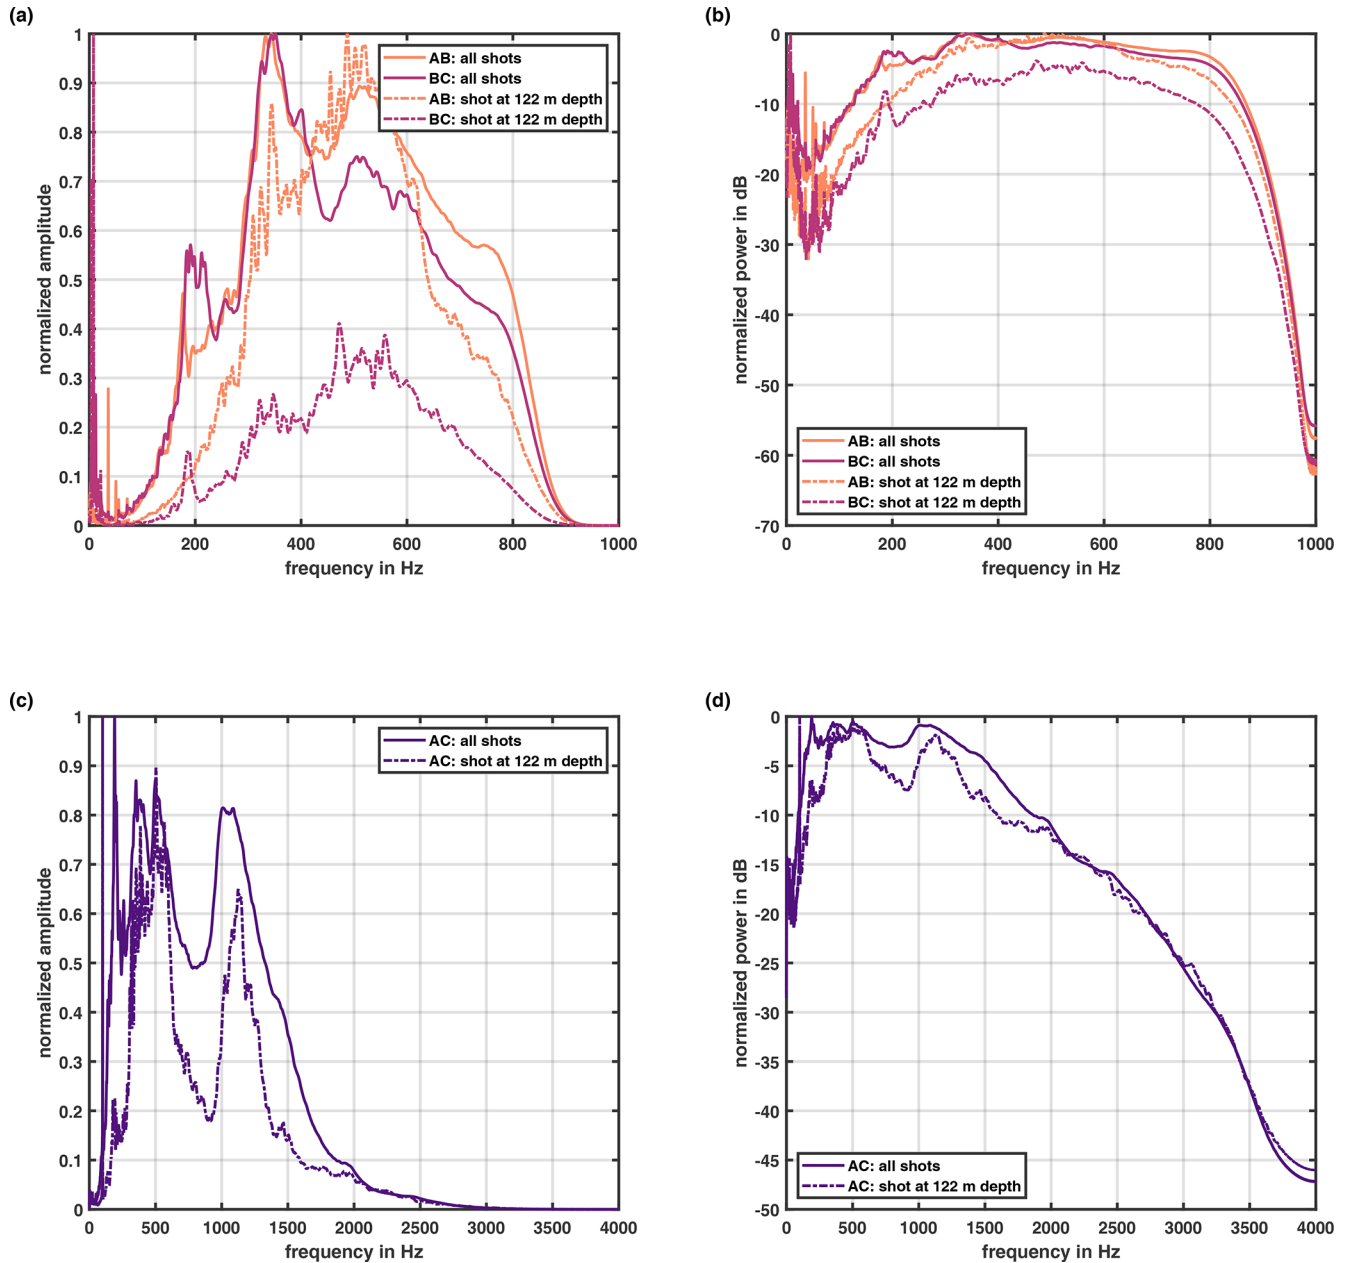 (a)
1
0.9
0.8
0.7
0.6
0.5
0.4
0.3
0.2
0.1
0
normalized amplitude
AB: all shots
BC: all shots
AB: shot at 122 m depth
BC: shot at 122 m depth
0 200 400 600 800 1000
frequency in Hz
(b)
0
-10
-20
-30
-40
-50
-60
-70
normalized power in dB
AB: all shots
BC: all shots
AB: shot at 122 m depth
BC: shot at 122 m depth
0 200 400 600 800 1000
frequency in Hz
(c)
1
0.9
0.8
0.7
0.6
0.5
0.4
0.3
0.2
0.1
0
normalized amplitude
AC: all shots
AC: shot at 122 m depth
0 500 1000 1500 2000 2500 3000 3500 4000
frequency in Hz
(d)
0
-5
-10
-15
-20
-25
-30
-35
-40
-45
-50
normalized power in dB
AC: all shots
AC: shot at 122 m depth
0 500 1000 1500 2000 2500 3000 3500 4000
frequency in Hz